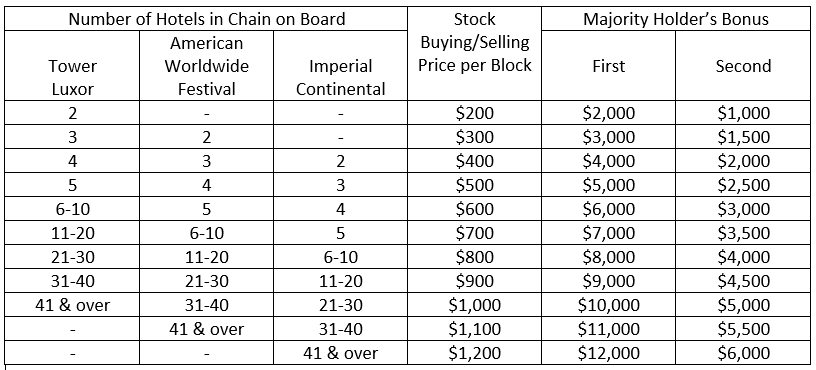 Number of Hotels in Chain on Board Stock Buying/Selling Price per Block Majority Holder's Bonus
Tower Luxor American Worldwide Festival Imperial Continental First Second
2 - - $200 $2,000 $1,000
3 2 - $300 $3,000 $1,500
4 3 2 $400 $4,000 $2,000
5 4 3 $500 $5,000 $2,500
6-10 5 4 $600 $6,000 $3,000
11-20 6-10 5 $700 $7,000 $3,500
21-30 11-20 6-10 $800 $8,000 $4,000
31-40 21-30 11-20 $900 $9,000 $4,500
41 & over 31-40 21-30 $1,000 $10,000 $5,000
- 41 & over 31-40 $1,100 $11,000 $5,500
- - 41 & over $1,200 $12,000 $6,000